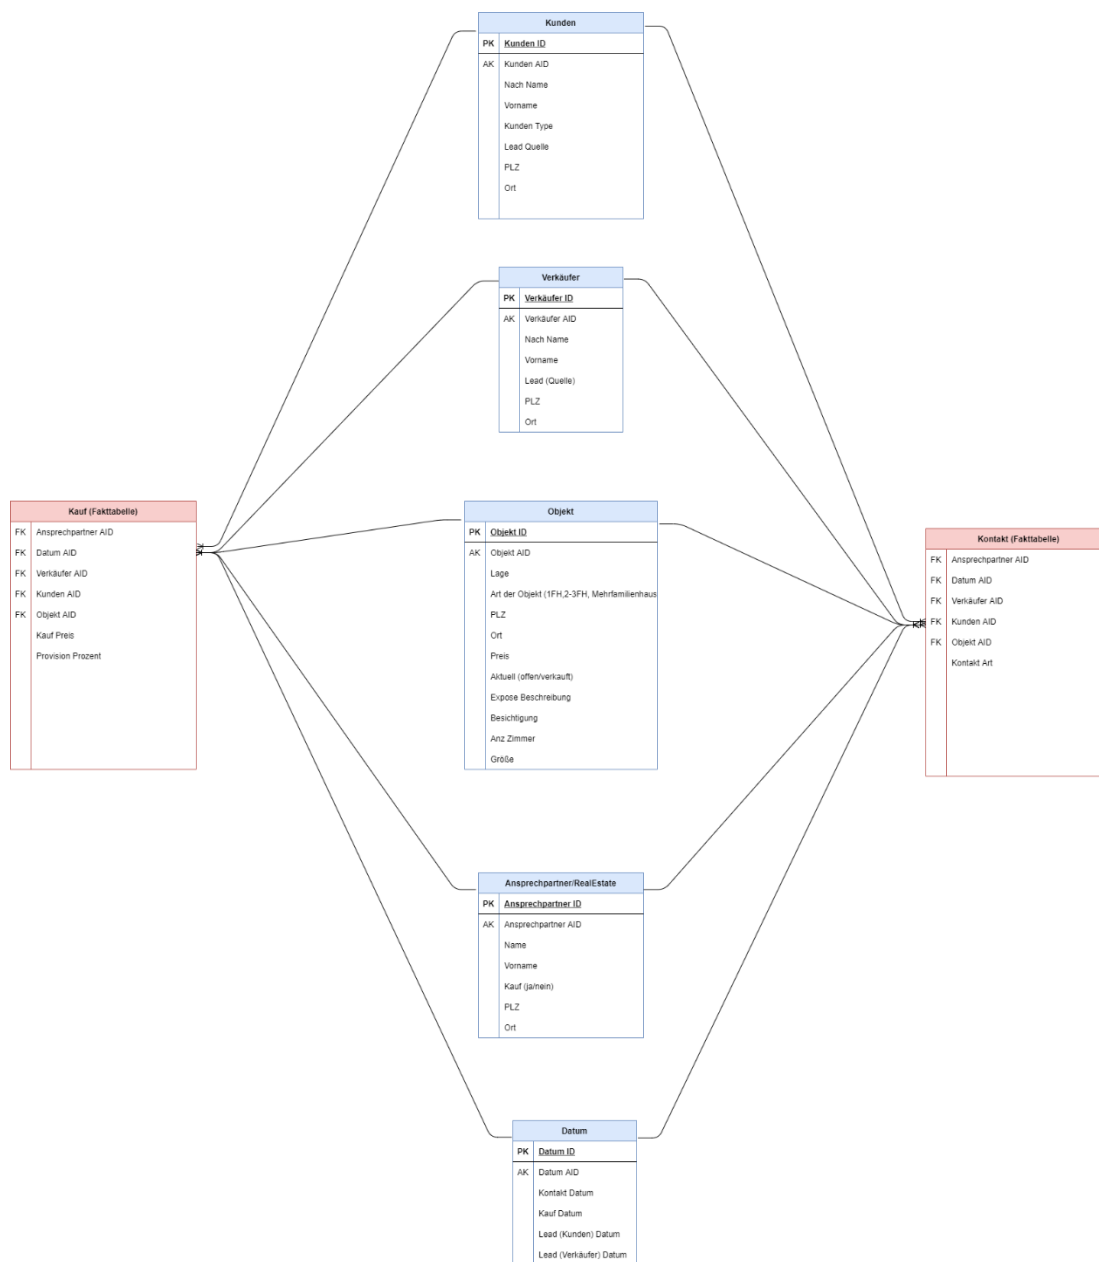 Kunden
PK Kunden ID
AK Kunden AID
Nach Name
Vorname
Kunden Type
Lead Quelle
PLZ
Ort
Verkäufer
PK Verkäufer ID
AK Verkäufer AID
Nach Name
Vorname
Lead (Quelle)
PLZ
Ort
Kauf (Fakttabelle)
FK Ansprechpartner AID
FK Datum AID
FK Verkäufer AID
FK Kunden AID
FK Objekt AID
Kauf Preis
Provision Prozent
Objekt
PK Objekt ID
AK Objekt AID
Lage
Art der Objekt (1FH,2-3FH, Mehrfamilienhaus
PLZ
Ort
Preis
Aktuell (offen/verkauft)
Expose Beschreibung
Besichtigung
Anz Zimmer
Größe
Kontakt (Fakttabelle)
FK Ansprechpartner AID
FK Datum AID
FK Verkäufer AID
FK Kunden AID
FK Objekt AID
Kontakt Art
Ansprechpartner/RealEstate
PK Ansprechpartner ID
AK Ansprechpartner AID
Name
Vorname
Kauf (ja/nein)
PLZ
Ort
Datum
PK Datum ID
AK Datum AID
Kontakt Datum
Kauf Datum
Lead (Kunden) Datum
Lead (Verkäufer) Datum